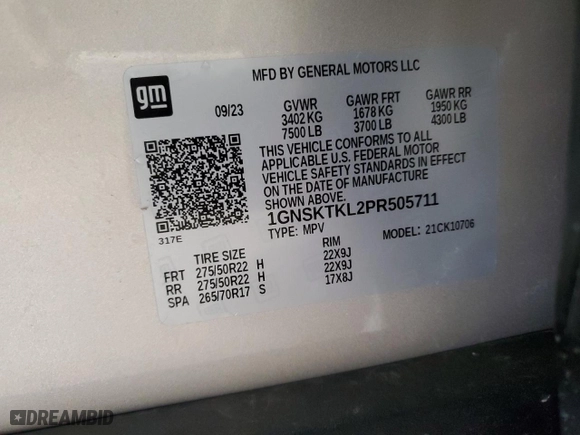 MFD BY GENERAL MOTORS LLC
gm
09/23
GVWR
3402 KG
7500 LB
GAWR FRT
1678 KG
3700 LB
GAWR RR
1950 KG
4300 LB
THIS VEHICLE CONFORMS TO ALL
APPLICABLE U.S. FEDERAL MOTOR
VEHICLE SAFETY STANDARDS IN EFFECT
ON THE DATE OF MANUFACTURE
SHOWN ABOVE.
1GNSKTKL2PR505711
TYPE: MPV
MODEL: 21CK10706
317E
TIRE SIZE RIM
FRT 275/50R22 H 22X9J
RR 275/50R22 H 22X9J
SPA 265/70R17 S 17X8J
DREAMBID